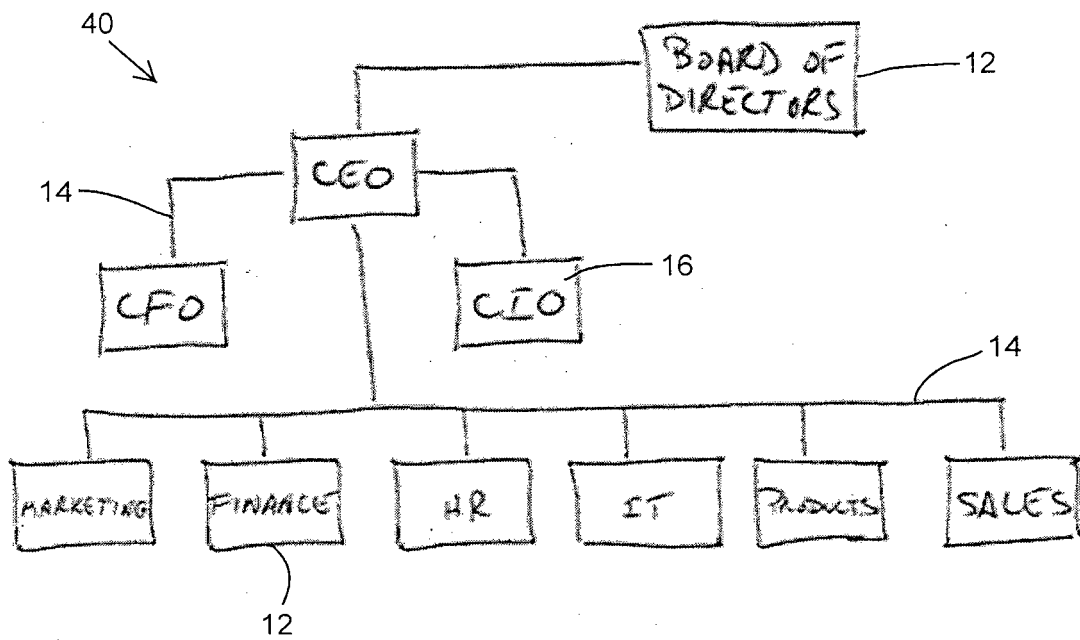 40
BOARD OF
DIRECTORS
12
CEO
14
CFO
CIO
16
14
MARKETING
FINANCE
HR
IT
PRODUCTS
SALES
12